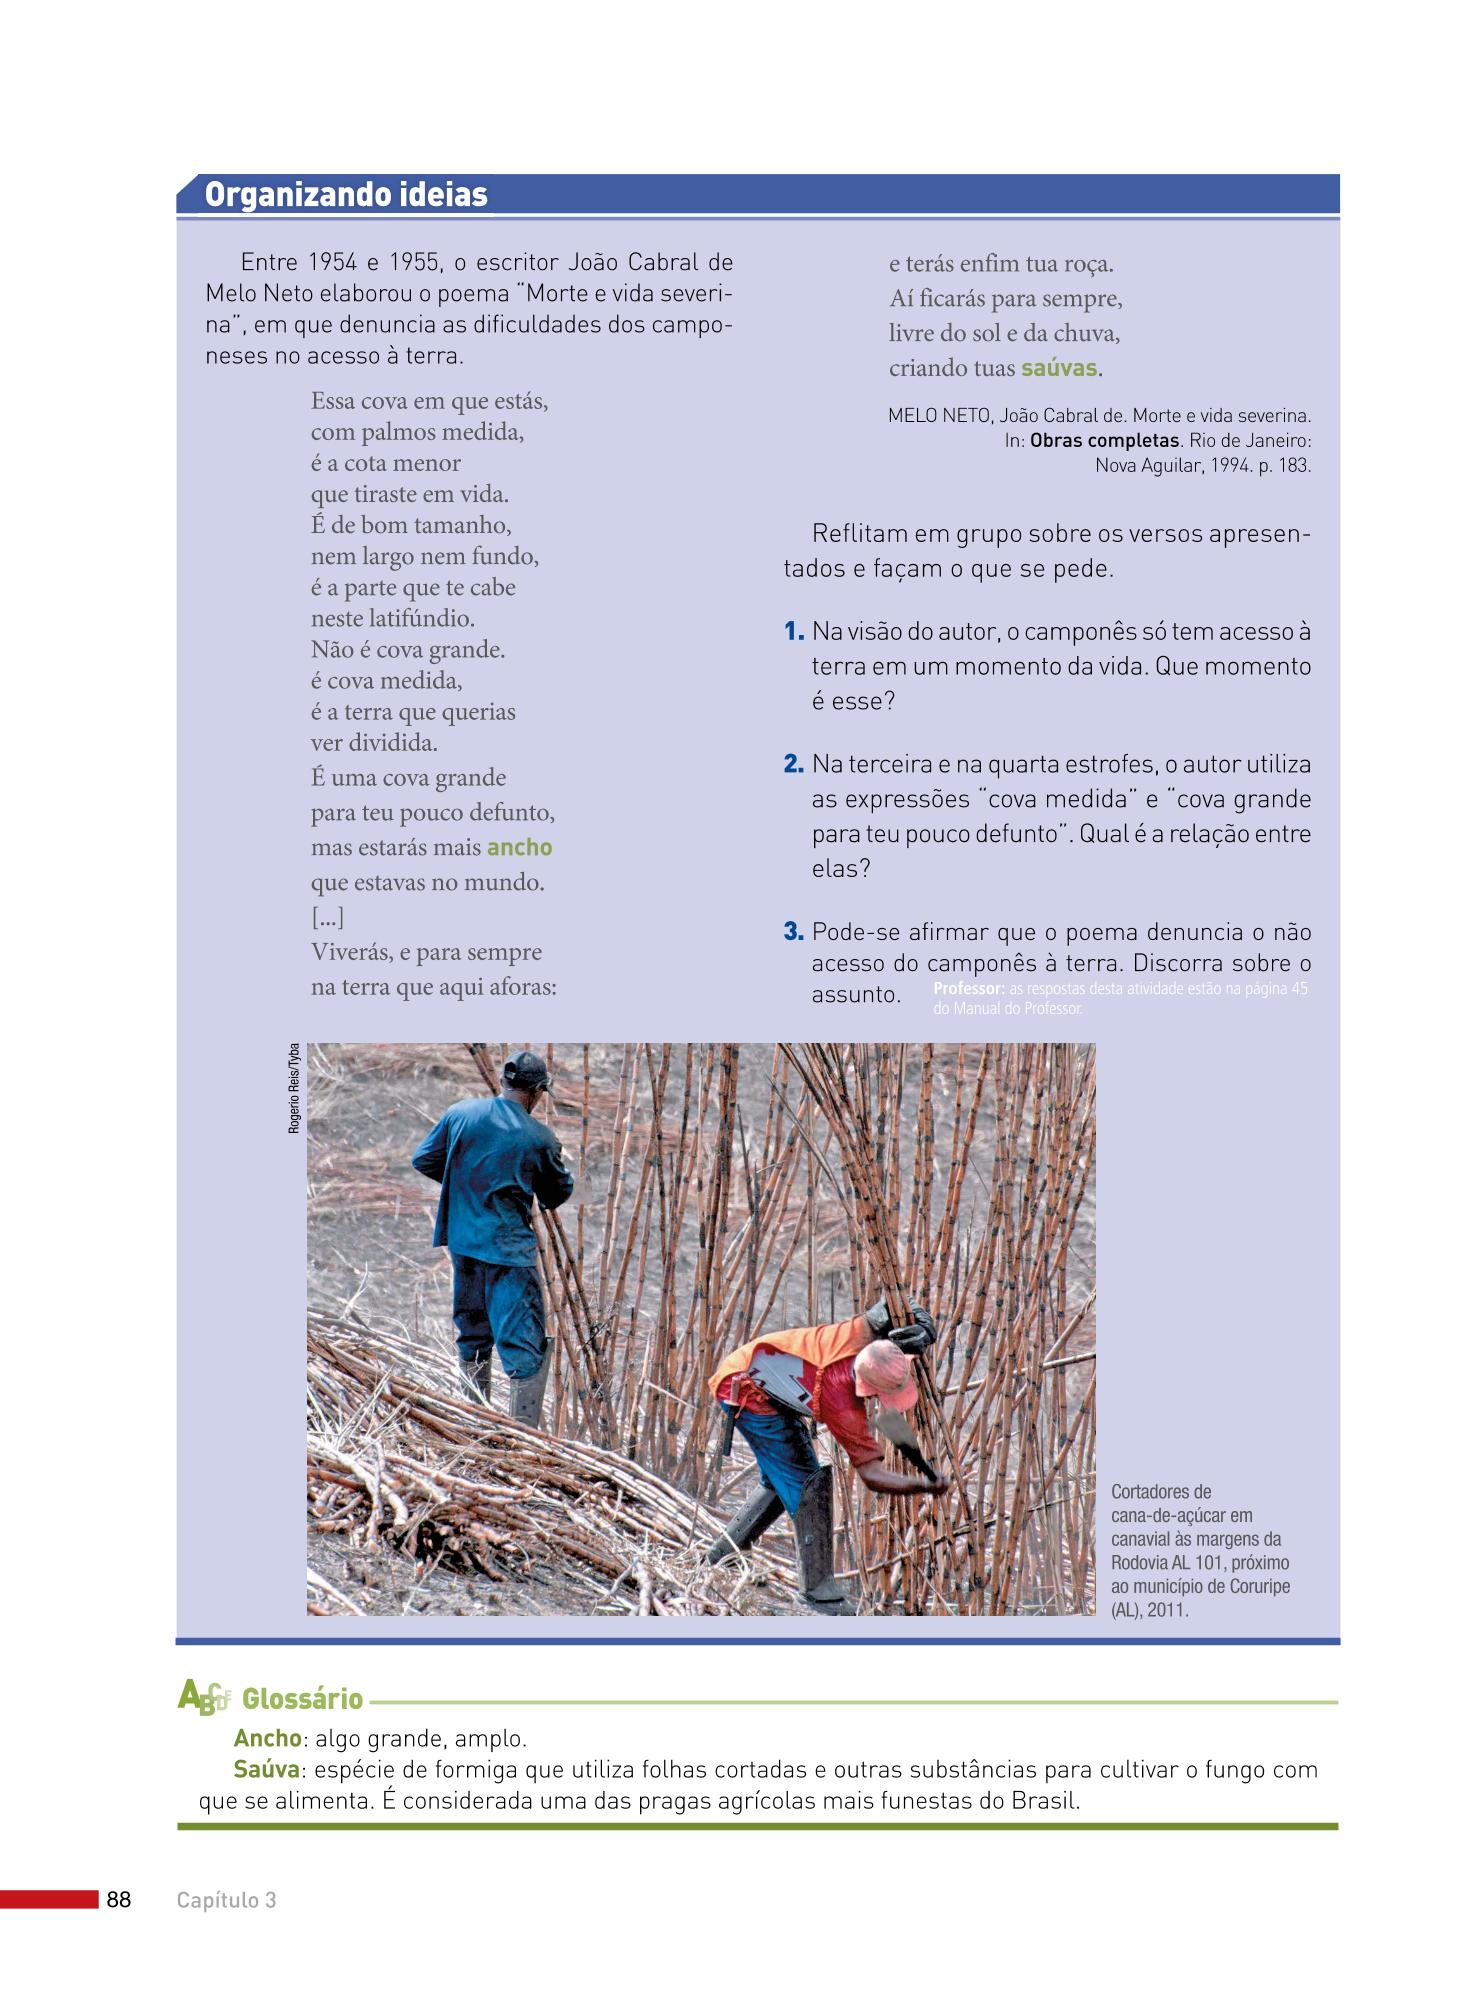 Organizando ideias
Entre 1954 e 1955, o escritor João Cabral de
Melo Neto elaborou o poema “Morte e vida severi-
na”, em que denuncia as dificuldades dos campo-
neses no acesso à terra.
Essa cova em que estás,
com palmos medida,
é a cota menor
que tiraste em vida.
É de bom tamanho,
nem largo nem fundo,
é a parte que te cabe
neste latifúndio.
Não é cova grande.
é cova medida,
é a terra que querias
ver dividida.
É uma cova grande
para teu pouco defunto,
mas estarás mais ancho
que estavas no mundo.
[...]
Viverás, e para sempre
na terra que aqui aforas:
e terás enfim tua roça.
Aí ficarás para sempre,
livre do sol e da chuva,
criando tuas saúvas.
MELO NETO, João Cabral de. Morte e vida severina.
In: Obras completas. Rio de Janeiro:
Nova Aguilar, 1994. p. 183.
Reflitam em grupo sobre os versos apresen-
tados e façam o que se pede.
1. Na visão do autor, o camponês só tem acesso à
terra em um momento da vida. Que momento
é esse?
2. Na terceira e na quarta estrofes, o autor utiliza
as expressões “cova medida” e “cova grande
para teu pouco defunto”. Qual é a relação entre
elas?
3. Pode-se afirmar que o poema denuncia o não
acesso do camponês à terra. Discorra sobre o
assunto.
Professor: as respostas desta atividade estão na página 45
do Manual do Professor.
Rogerio Reis/Tyba
Cortadores de
cana-de-açúcar em
canavial às margens da
Rodovia AL 101, próximo
ao município de Coruripe
(AL), 2011.
ABCDEF Glossário
Ancho: algo grande, amplo.
Saúva: espécie de formiga que utiliza folhas cortadas e outras substâncias para cultivar o fungo com
que se alimenta. É considerada uma das pragas agrícolas mais funestas do Brasil.
88 Capítulo 3